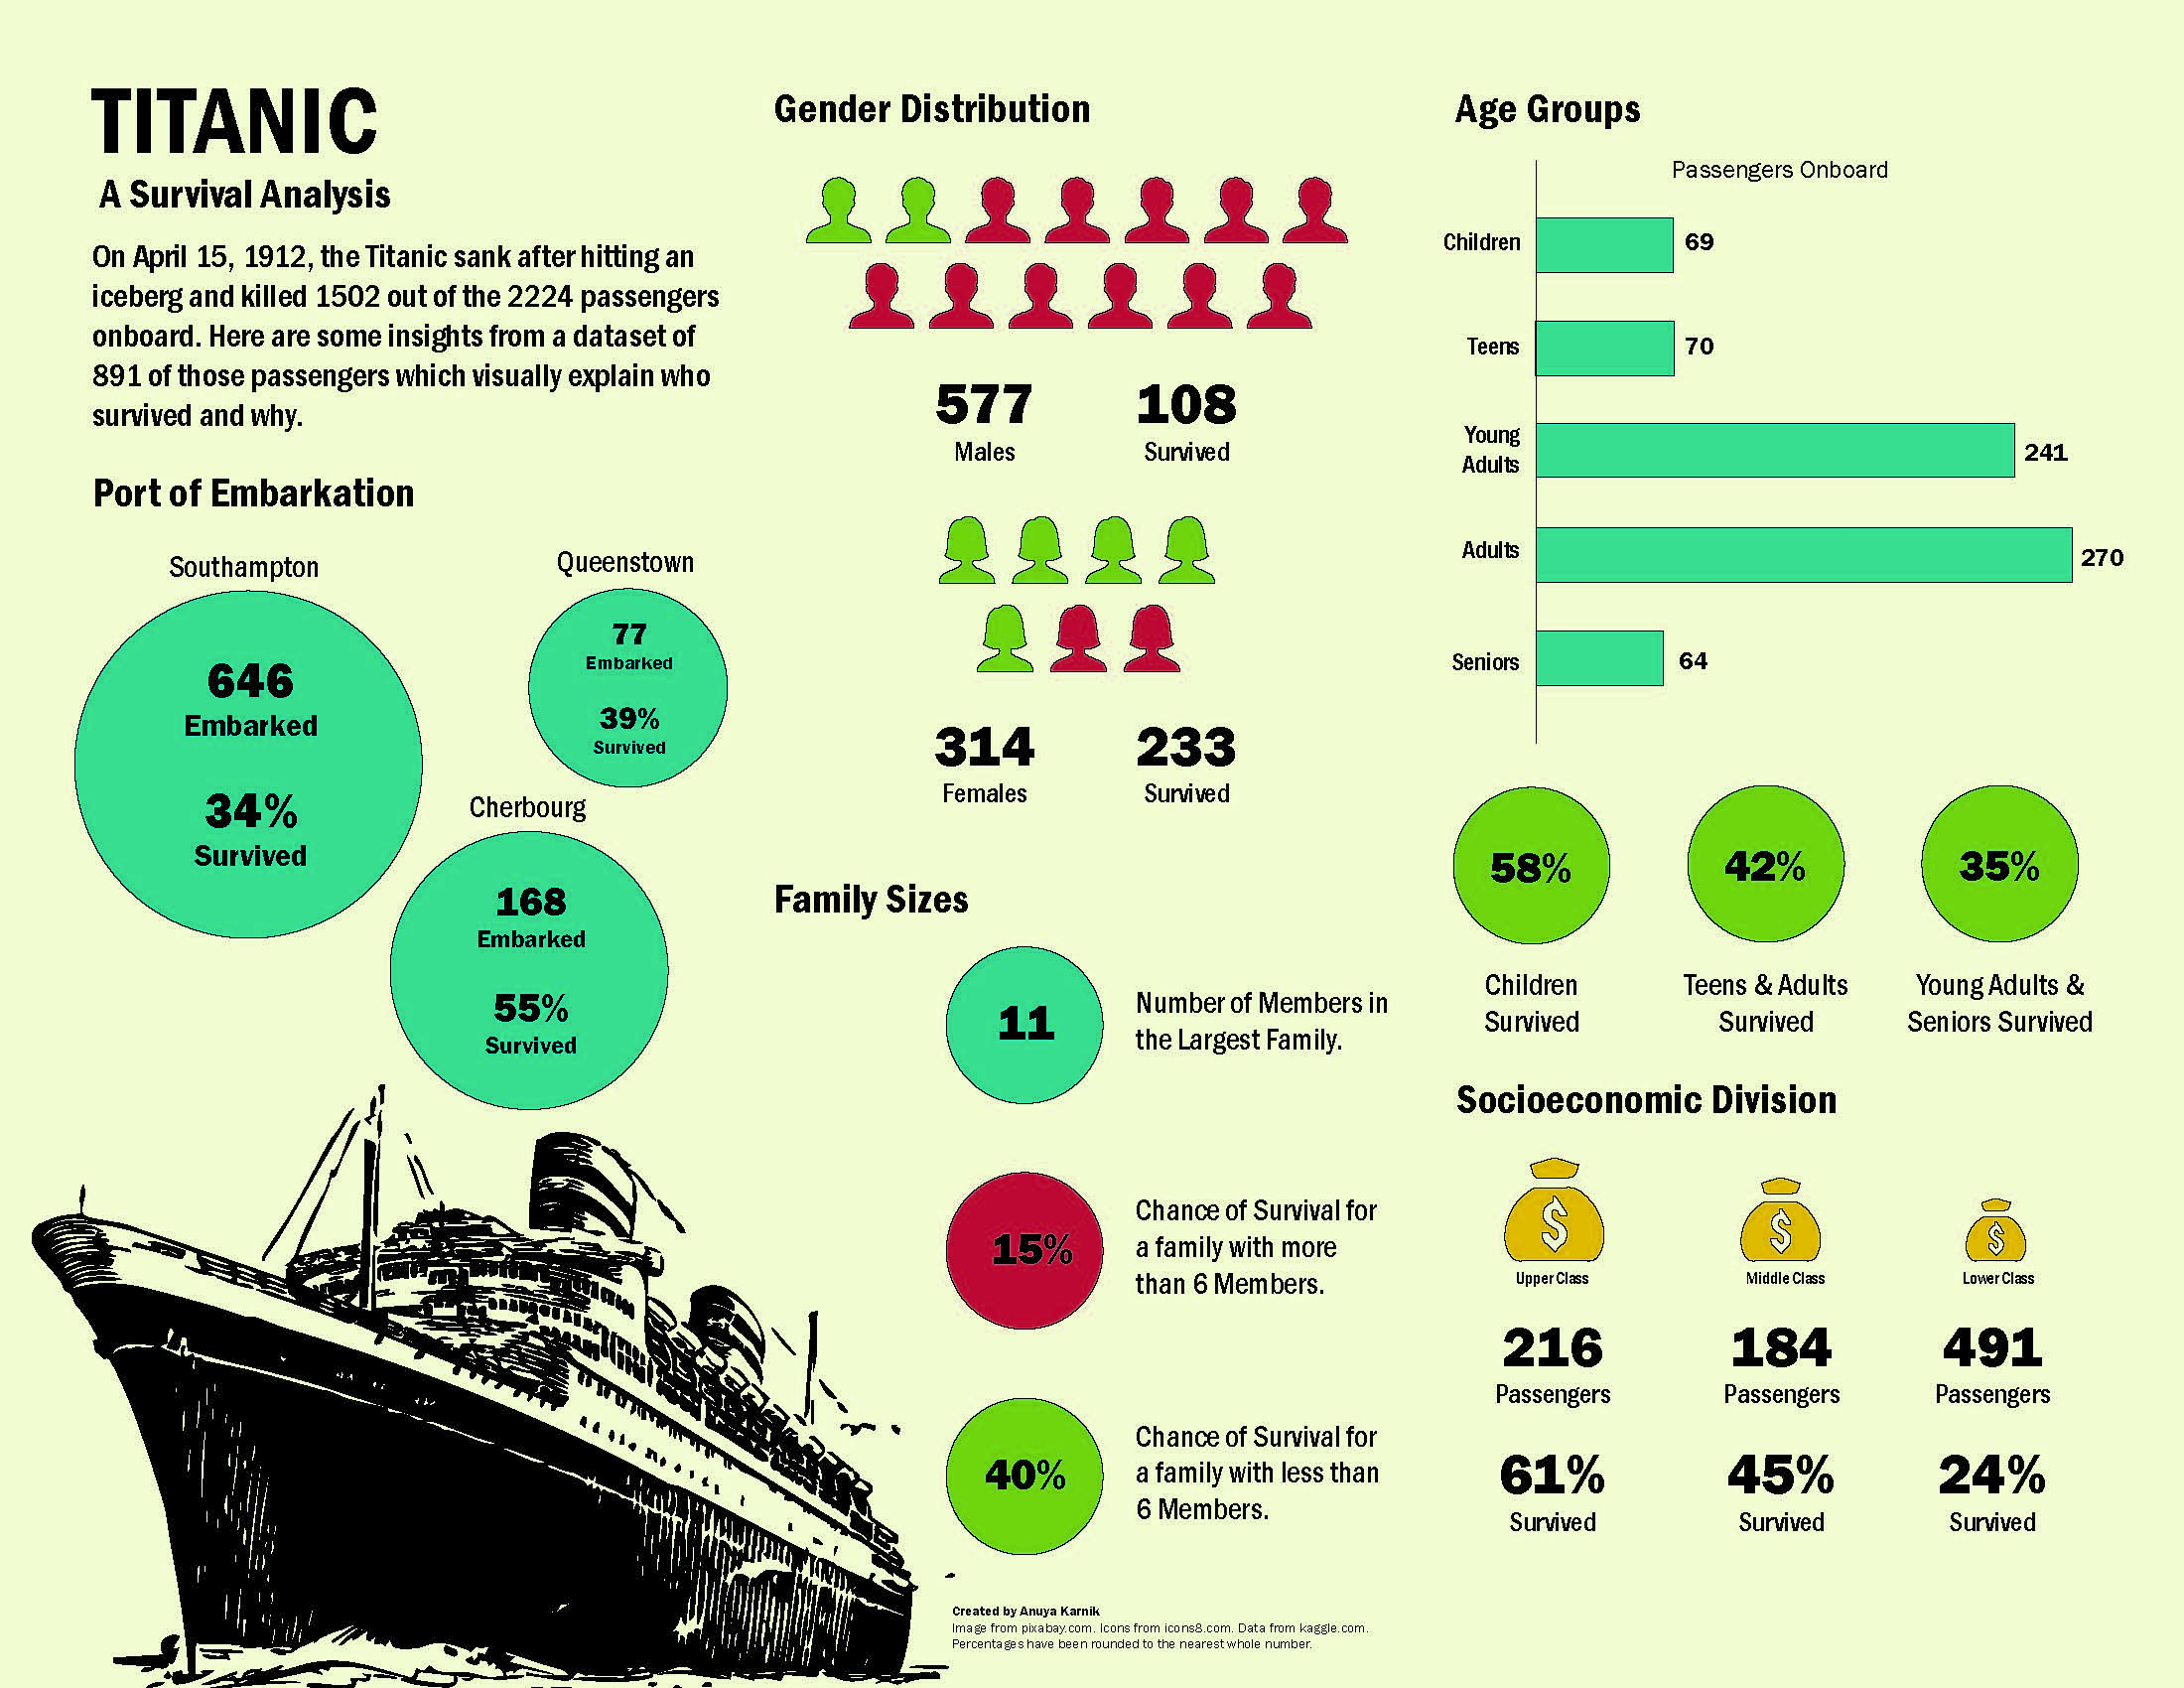 TITANIC
A Survival Analysis
On April 15, 1912, the Titanic sank after hitting an
iceberg and killed 1502 out of the 2224 passengers
onboard. Here are some insights from a dataset of
891 of those passengers which visually explain who
survived and why.
Port of Embarkation
Southampton
646
Embarked
34%
Survived
Queenstown
77
Embarked
39%
Survived
Cherbourg
168
Embarked
55%
Survived
Gender Distribution
577
Males
108
Survived
314
Females
233
Survived
Family Sizes
11
Number of Members in
the Largest Family.
15%
Chance of Survival for
a family with more
than 6 Members.
40%
Chance of Survival for
a family with less than
6 Members.
Created by Anuya Karnik
Image from pixabay.com. Icons from icons8.com. Data from kaggle.com.
Percentages have been rounded to the nearest whole number.
Age Groups
Passengers Onboard
Children
69
Teens
70
Young
Adults
241
Adults
270
Seniors
64
58%
Children
Survived
42%
Teens & Adults
Survived
35%
Young Adults &
Seniors Survived
Socioeconomic Division
$
Upper Class
216
Passengers
61%
Survived
$
Middle Class
184
Passengers
45%
Survived
$
Lower Class
491
Passengers
24%
Survived